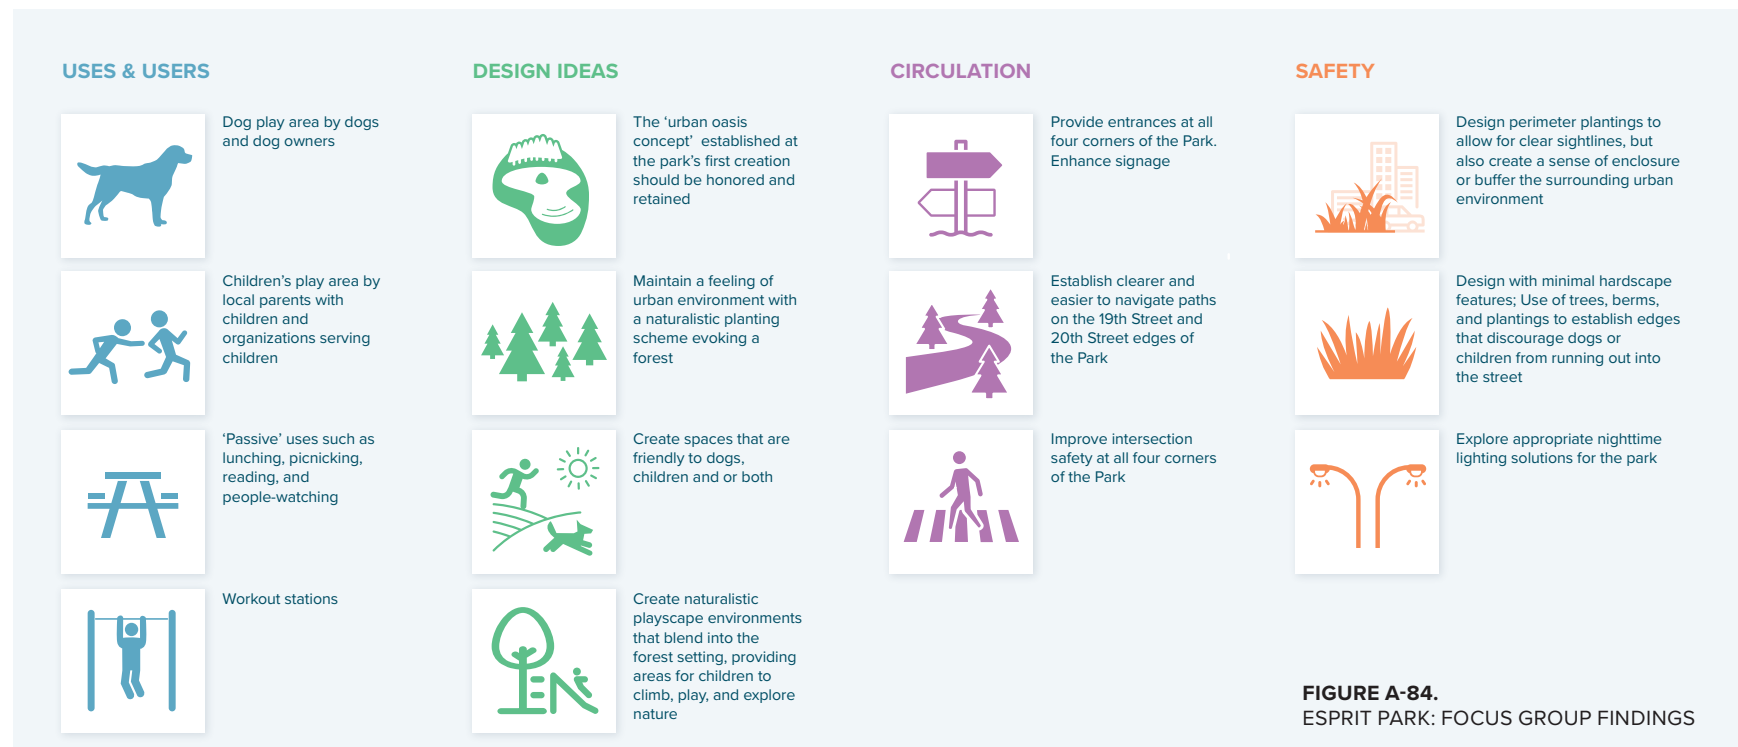 USES & USERS
Dog play area by dogs
and dog owners
Children's play area by
local parents with
children and
organizations serving
children
'Passive' uses such as
lunching, picnicking,
reading, and
people-watching
Workout stations
DESIGN IDEAS
The 'urban oasis
concept'  established at
the park's first creation
should be honored and
retained
Maintain a feeling of
urban environment with
a naturalistic planting
scheme evoking a
forest
Create spaces that are
friendly to dogs,
children and or both
Create naturalistic
playscape environments
that blend into the
forest setting, providing
areas for children to
climb, play, and explore
nature
CIRCULATION
Provide entrances at all
four corners of the Park.
Enhance signage
Establish clearer and
easier to navigate paths
on the 19th Street and
20th Street edges of
the Park
Improve intersection
safety at all four corners
of the Park
SAFETY
Design perimeter plantings to
allow for clear sightlines, but
also create a sense of enclosure
or buffer the surrounding urban
environment
Design with minimal hardscape
features; Use of trees, berms,
and plantings to establish edges
that discourage dogs or
children from running out into
the street
Explore appropriate nighttime
lighting solutions for the park
FIGURE A-84.
ESPRIT PARK: FOCUS GROUP FINDINGS